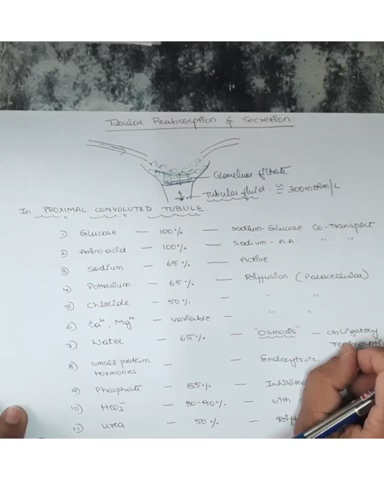 Tubular Reabsorption & Secretion
Glomerular filtrate
Tubular fluid ≅ 300mosm/L
In PROXIMAL CONVOLUTED TUBULE
1) Glucose — 100% — Sodium Glucose Co-Transport
2) Amino acid — 100% — Sodium - A.A " "
3) Sodium — 65% — Active
4) Potassium — 65% — Diffusion (Paracellular)
5) Chloride — 50% — " "
6) Ca++, Mg++ — variable — " "
7) Water — 65% — "Osmosis" — obligatory
8) Small proteins — Endocytosis
Hormones
9) Phosphate — 85%
10) HCO3- — 80-90% — with
11) Urea — 50%